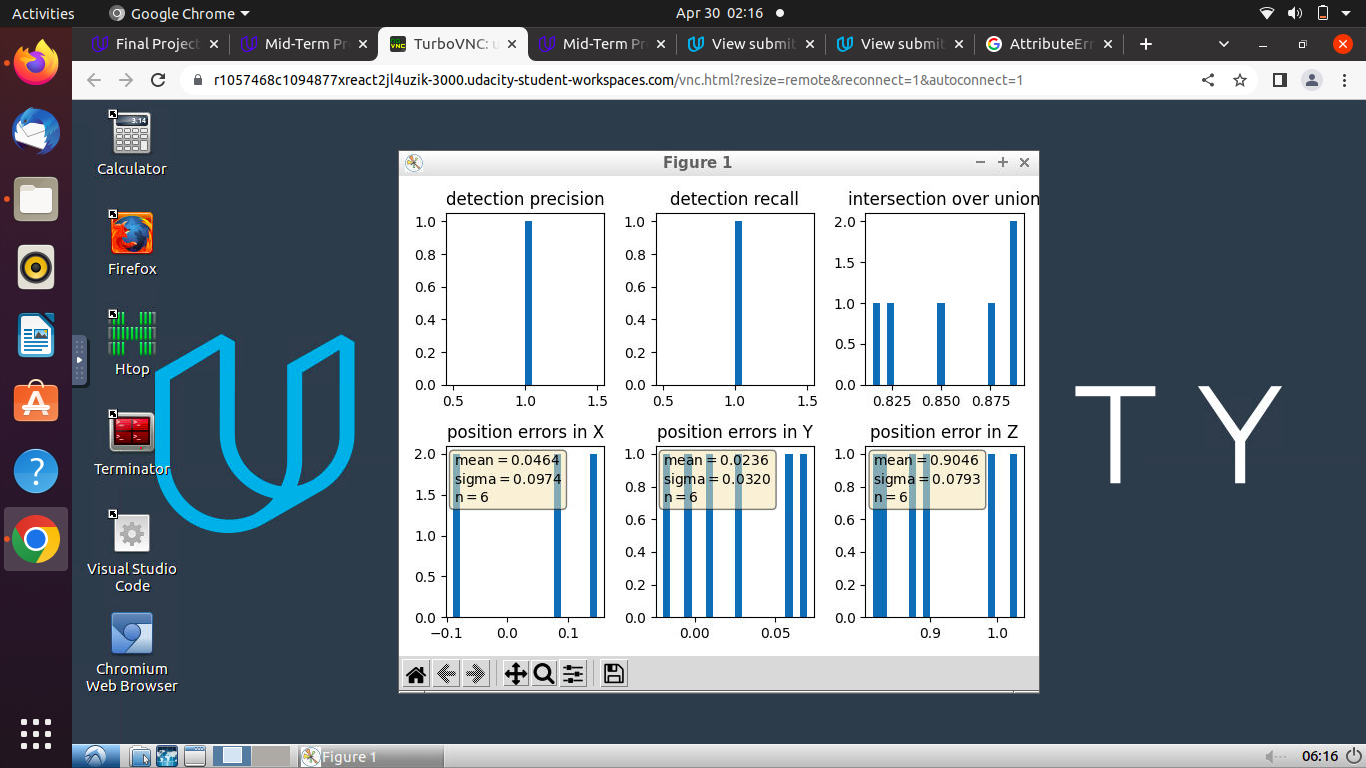 Activities
Google Chrome
Apr 30 02:16
Final Project
Mid-Term Pr
TurboVNC: u
Mid-Term Pr
View submit
View submit
AttributeErr
r1057468c1094877xreact2jl4uzik-3000.udacity-student-workspaces.com/vnc.html?resize=remote&reconnect=1&autoconnect=1
3.14
Calculator
Firefox
Htop
Terminator
Visual Studio
Code
Chromium
Web Browser
T Y
Figure 1
detection precision
detection recall
intersection over union
1.0
0.8
0.6
0.4
0.2
0.0
0.5 1.0 1.5
1.0
0.8
0.6
0.4
0.2
0.0
0.5 1.0 1.5
2.0
1.5
1.0
0.5
0.0
0.825 0.850 0.875
position errors in X
mean = 0.0464
sigma = 0.0974
n = 6
2.0
1.5
1.0
0.5
0.0
−0.1 0.0 0.1
position errors in Y
mean = 0.0236
sigma = 0.0320
n = 6
1.0
0.8
0.6
0.4
0.2
0.0
0.00 0.05
position error in Z
mean = 0.9046
sigma = 0.0793
n = 6
1.0
0.8
0.6
0.4
0.2
0.0
0.9 1.0
Figure 1
06:16